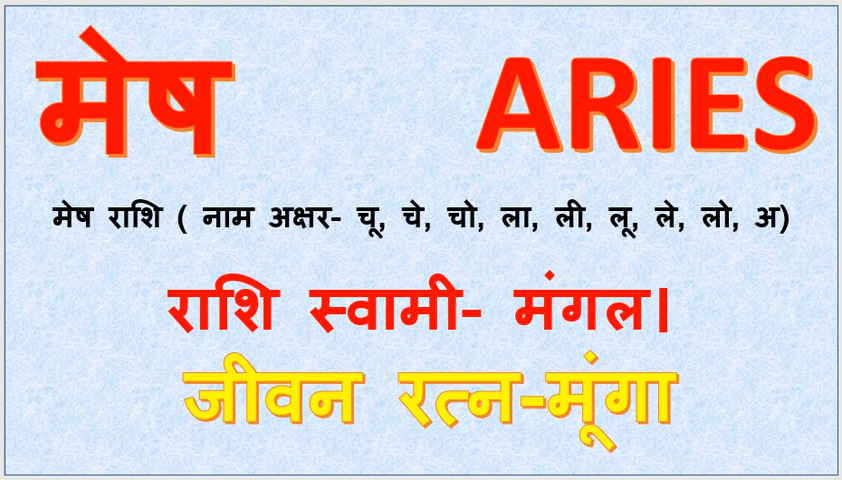 मेष ARIES
मेष राशि ( नाम अक्षर- चू, चे, चो, ला, ली, लू, ले, लो, अ)
राशि स्वामी- मंगल।
जीवन रत्न-मूंगा